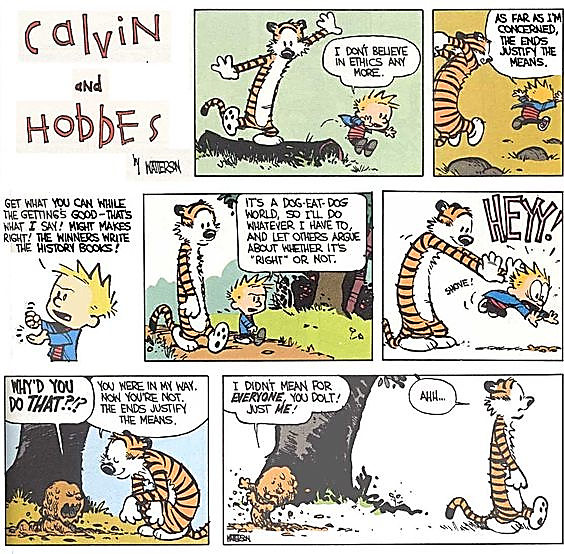 CalvIN
and
HObbES
by WATTERSON
I DON'T BELIEVE
IN ETHICS ANY
MORE.
AS FAR AS I'M
CONCERNED,
THE ENDS
JUSTIFY THE
MEANS.
GET WHAT YOU CAN WHILE
THE GETTING'S GOOD – THAT'S
WHAT I SAY! MIGHT MAKES
RIGHT! THE WINNERS WRITE
THE HISTORY BOOKS!
IT'S A DOG-EAT-DOG
WORLD, SO I'LL DO
WHATEVER I HAVE TO,
AND LET OTHERS ARGUE
ABOUT WHETHER IT'S
"RIGHT" OR NOT.
HEYY!
SHOVE!
WHY'D YOU
DO THAT?!?
YOU WERE IN MY WAY.
NOW YOU'RE NOT.
THE ENDS JUSTIFY
THE MEANS.
I DIDN'T MEAN FOR
EVERYONE, YOU DOLT!
JUST ME!
AHH...
WATTERSON